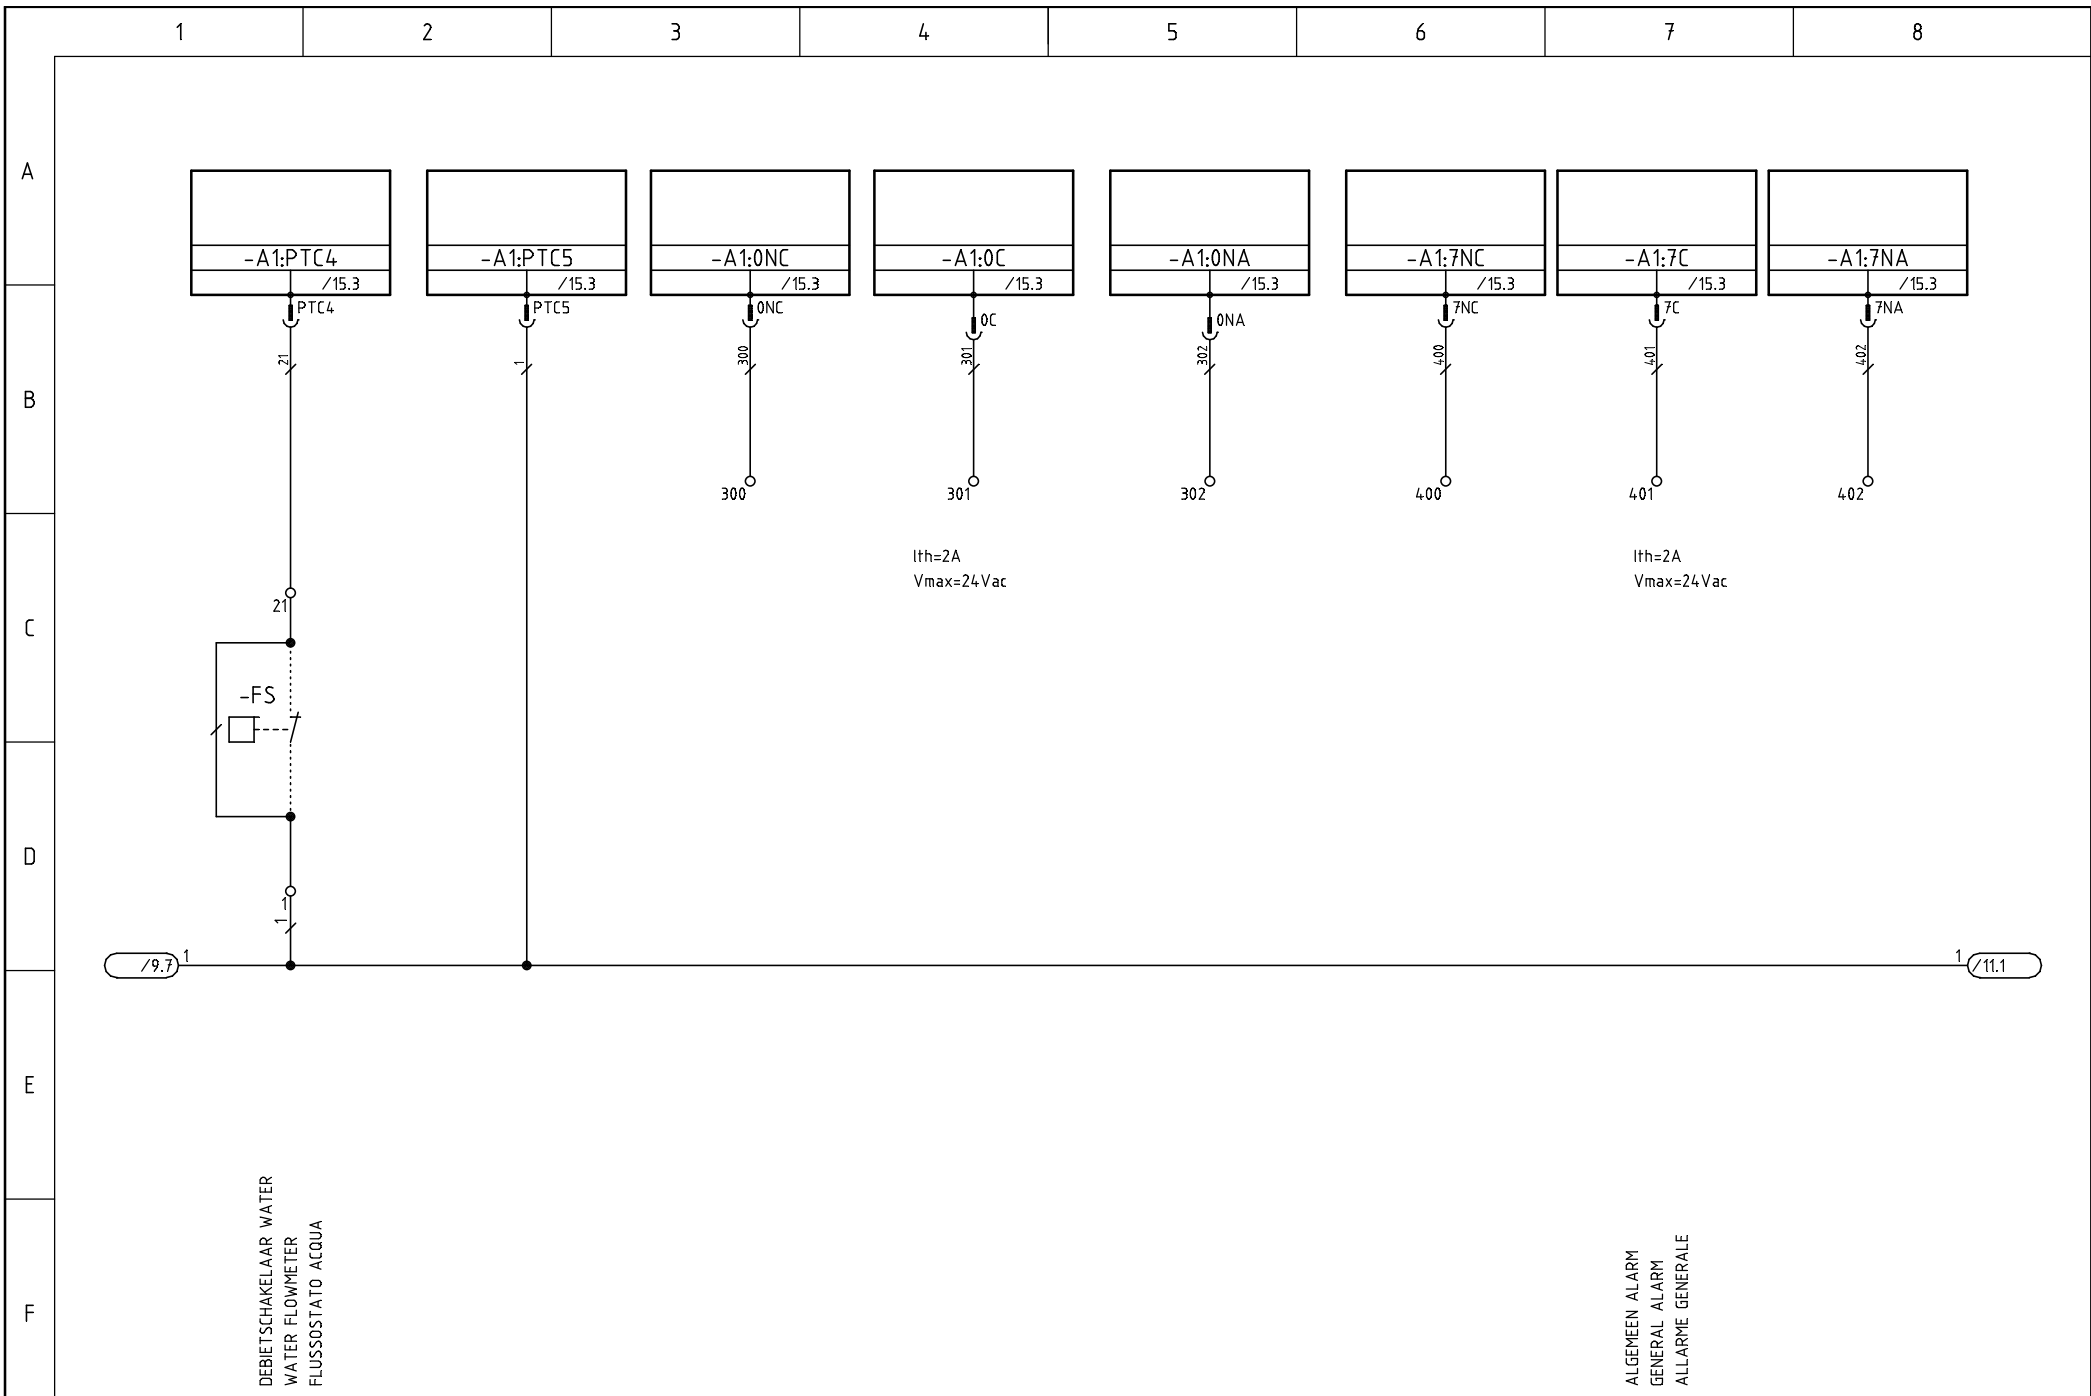 1 2 3 4 5 6 7 8
A
-A1:PTC4 -A1:PTC5 -A1:0NC -A1:0C -A1:0NA -A1:7NC -A1:7C -A1:7NA
/15.3 /15.3 /15.3 /15.3 /15.3 /15.3 /15.3 /15.3
PTC4 PTC5 0NC 0C 0NA 7NC 7C 7NA
21 1 300 301 302 400 401 402
B
300 301 302 400 401 402
Ith=2A
Vmax=24Vac
Ith=2A
Vmax=24Vac
21
C
-FS
D
1
1
/9.7 1
1 /11.1
E
F
DEBIETSCHAKELAAR WATER
WATER FLOWMETER
FLUSSOSTATO ACQUA
ALGEMEEN ALARM
GENERAL ALARM
ALLARME GENERALE